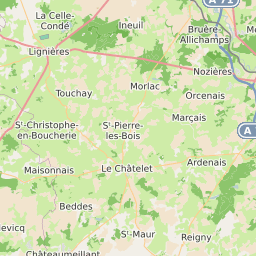 A 71
La Celle-
Condé
Ineuil
Bruère-
Allichamps
Lignières
Nozières
Morlac
Touchay
Orcenais
Marçais
A
St-Christophe-
en-Boucherie
St-Pierre-
les-Bois
Ardenais
Maisonnais
Le Châtelet
Beddes
evicq
St-Maur
Reigny
Châteaumeillant